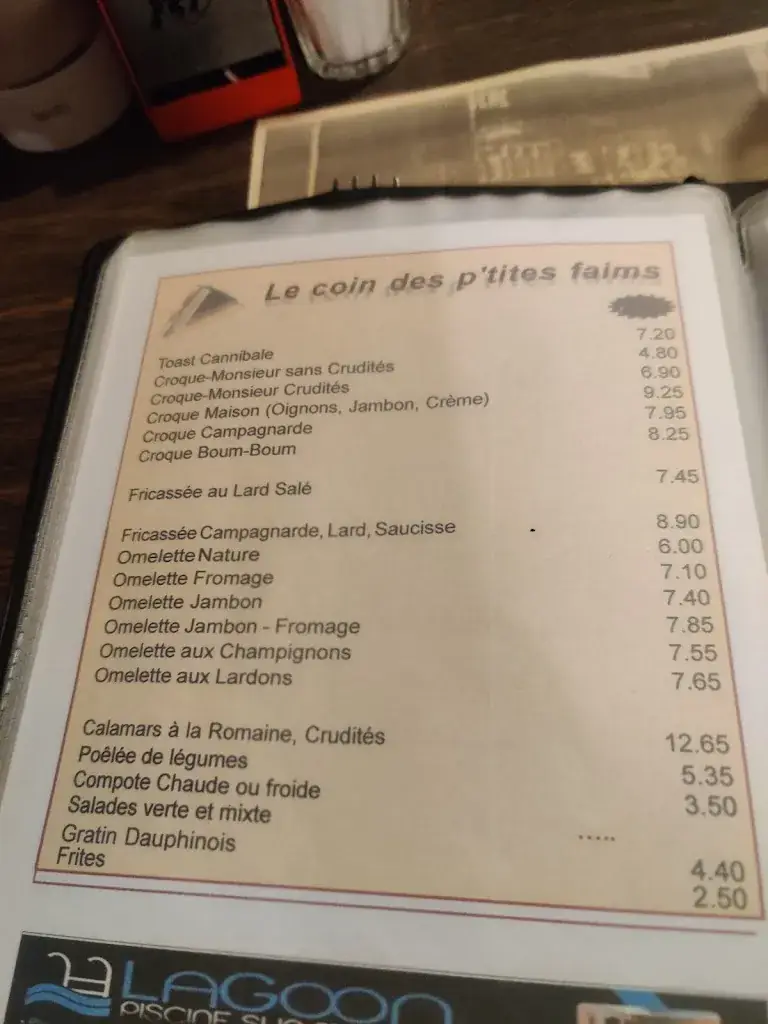 Le coin des p'tites faims
Toast Cannibale 7.20
Croque-Monsieur sans Crudités 4.80
Croque-Monsieur Crudités 6.90
Croque Maison (Oignons, Jambon, Crème) 9.25
Croque Campagnarde 7.95
Croque Boum-Boum 8.25
Fricassée au Lard Salé 7.45
Fricassée Campagnarde, Lard, Saucisse 8.90
Omelette Nature 6.00
Omelette Fromage 7.10
Omelette Jambon 7.40
Omelette Jambon - Fromage 7.85
Omelette aux Champignons 7.55
Omelette aux Lardons 7.65
Calamars à la Romaine, Crudités 12.65
Poêlée de légumes 5.35
Compote Chaude ou froide 3.50
Salades verte et mixte .....
Gratin Dauphinois 4.40
Frites 2.50
LAGOON
PISCINE